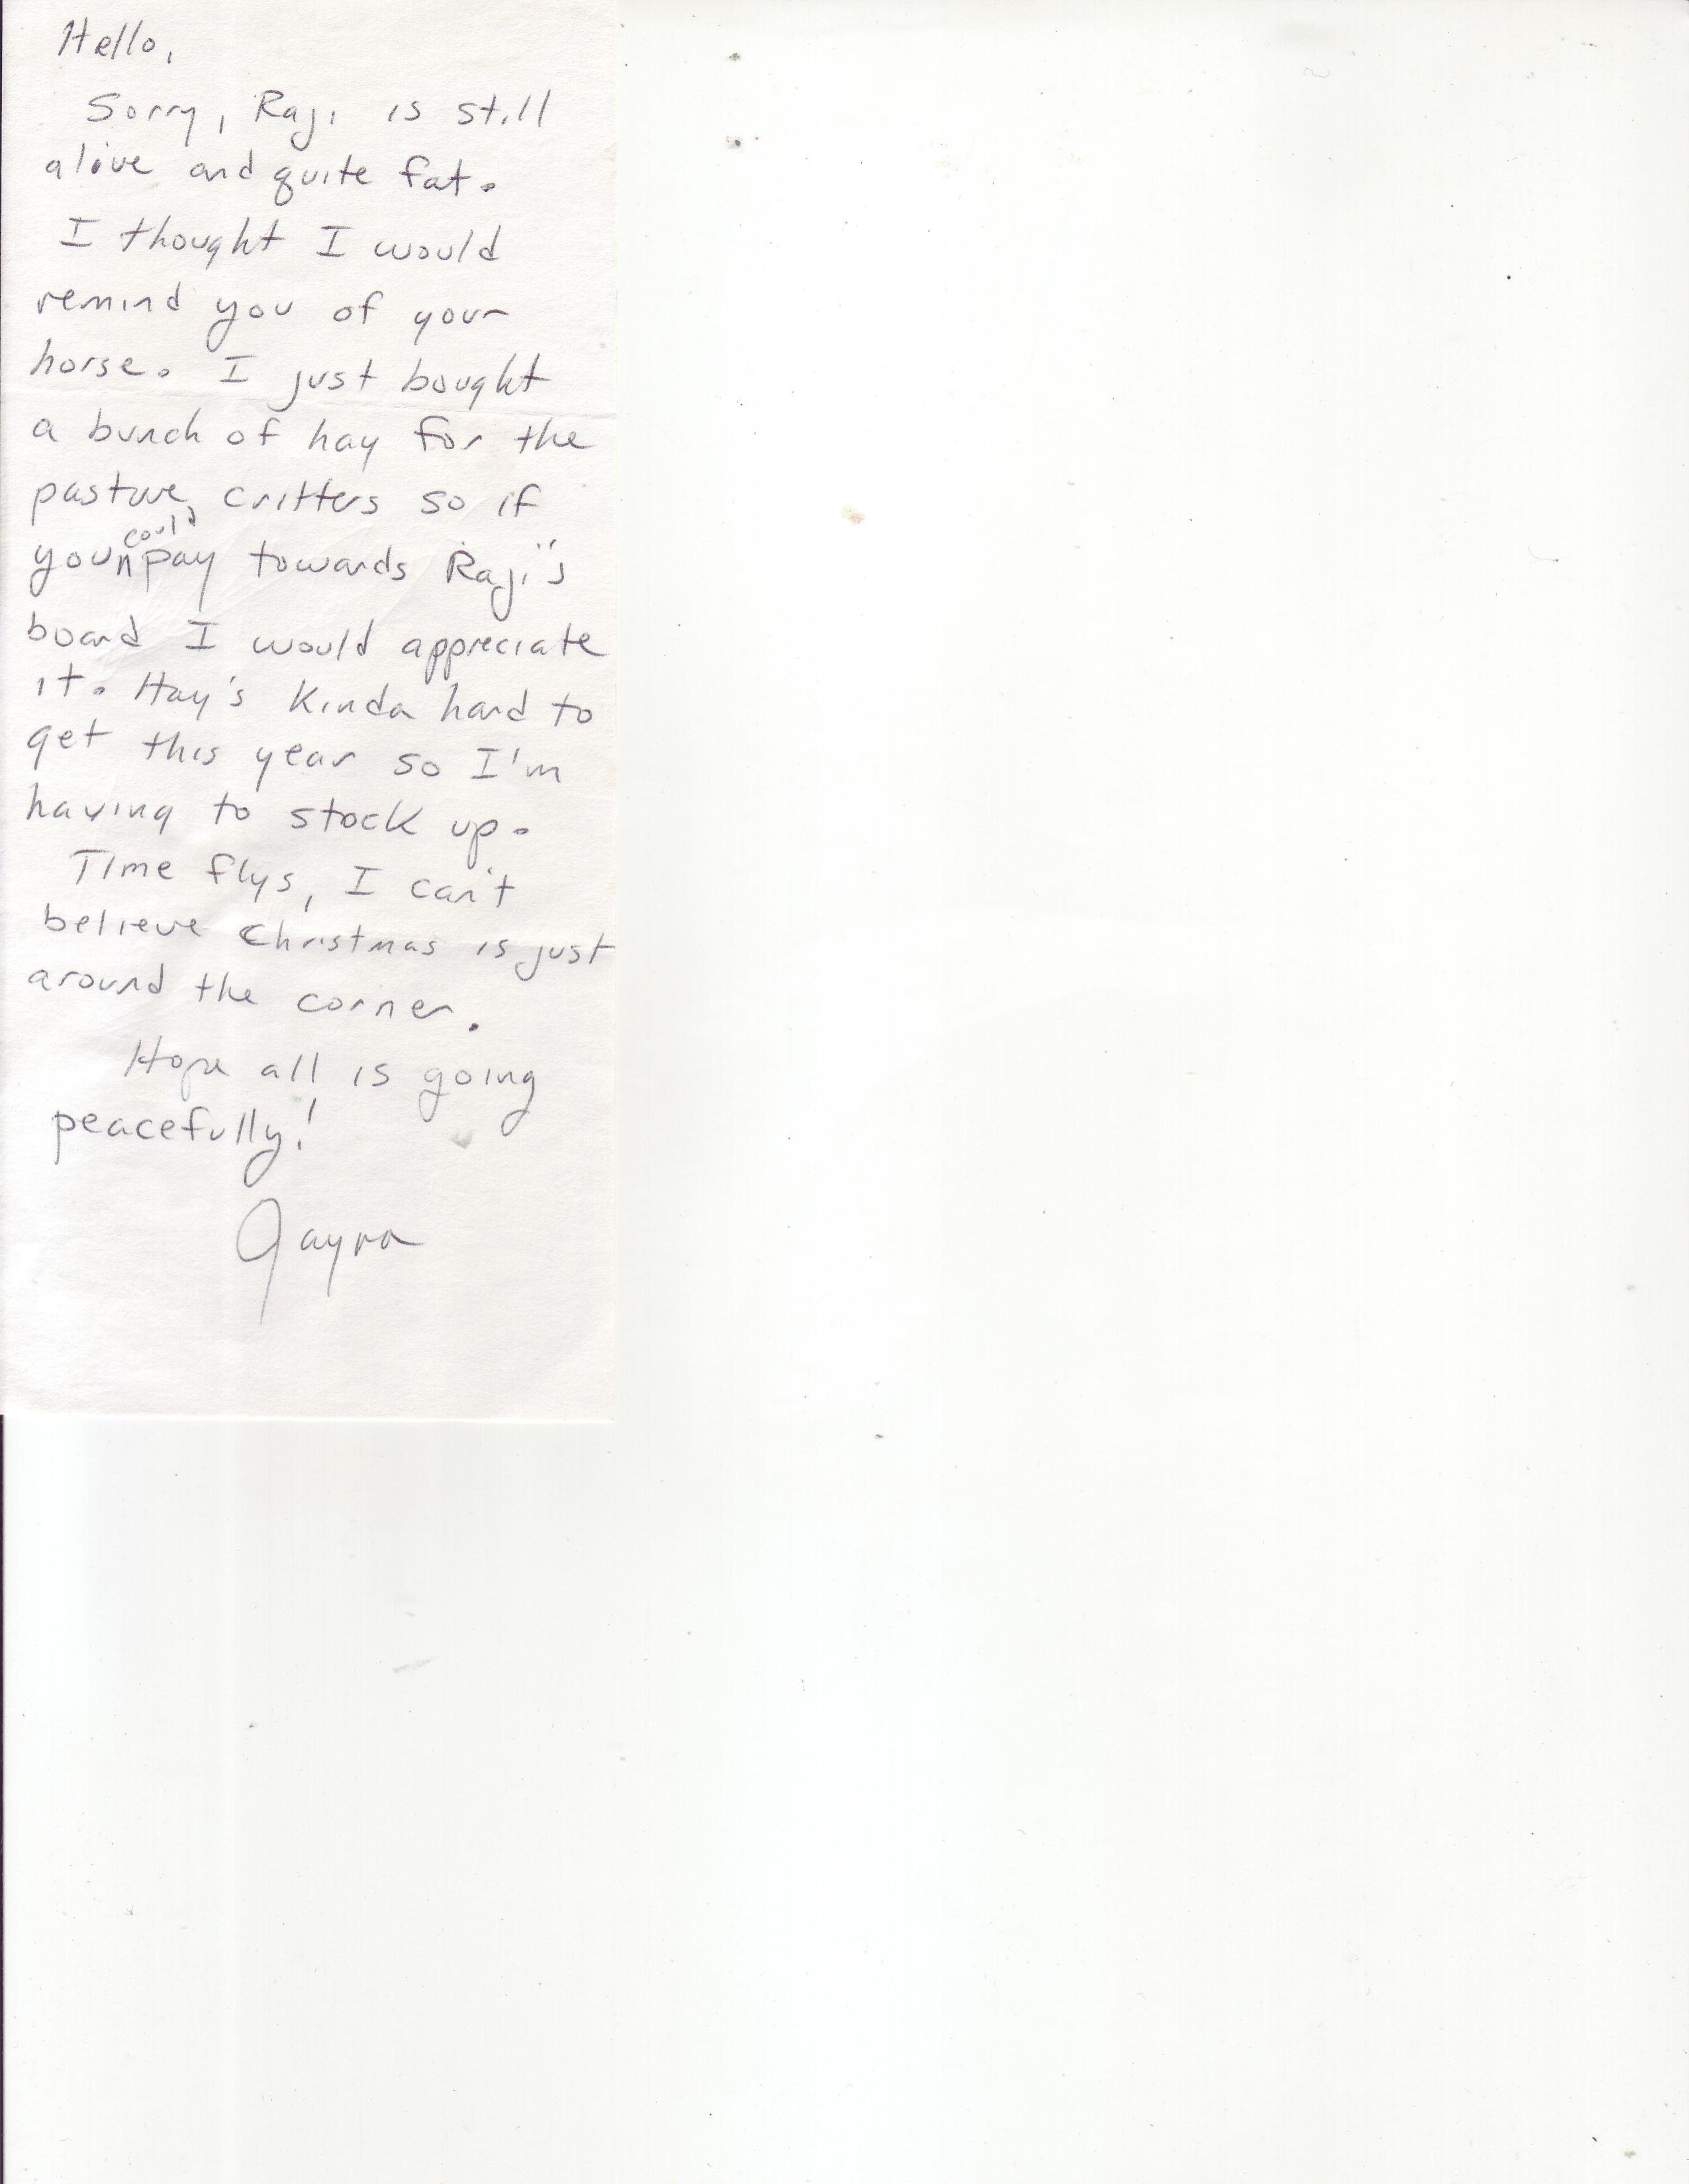 Hello,
Sorry, Raji is still
alive and quite fat.
I thought I would
remind you of your
horse. I just bought
a bunch of hay for the
pasture critters so if
you could pay towards Raji's
board I would appreciate
it. Hay's kinda hard to
get this year so I'm
having to stock up.
Time flys, I can't
believe Christmas is just
around the corner.
Hope all is going
peacefully!